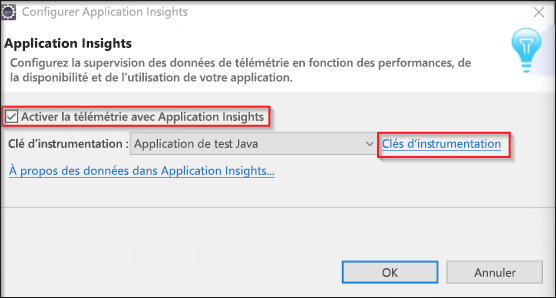 Configurer Application Insights
Application Insights
Configurez la supervision des données de télémétrie en fonction des performances, de
la disponibilité et de l'utilisation de votre application.
Activer la télémétrie avec Application Insights
Clé d'instrumentation : Application de test Java Clés d'instrumentation
À propos des données dans Application Insights...
OK Annuler